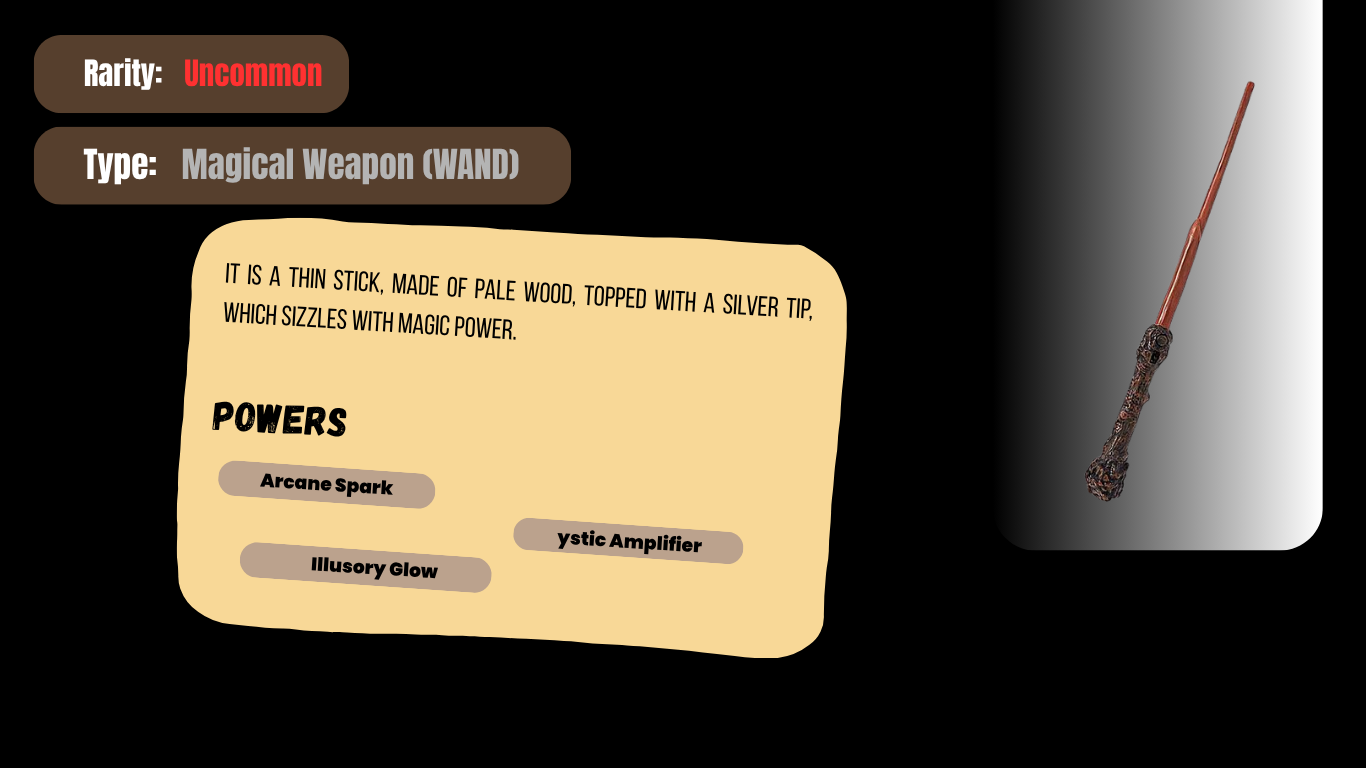 Rarity: Uncommon
Type: Magical Weapon (WAND)
IT IS A THIN STICK, MADE OF PALE WOOD, TOPPED WITH A SILVER TIP,
WHICH SIZZLES WITH MAGIC POWER.
POWERS
Arcane Spark
ystic Amplifier
Illusory Glow